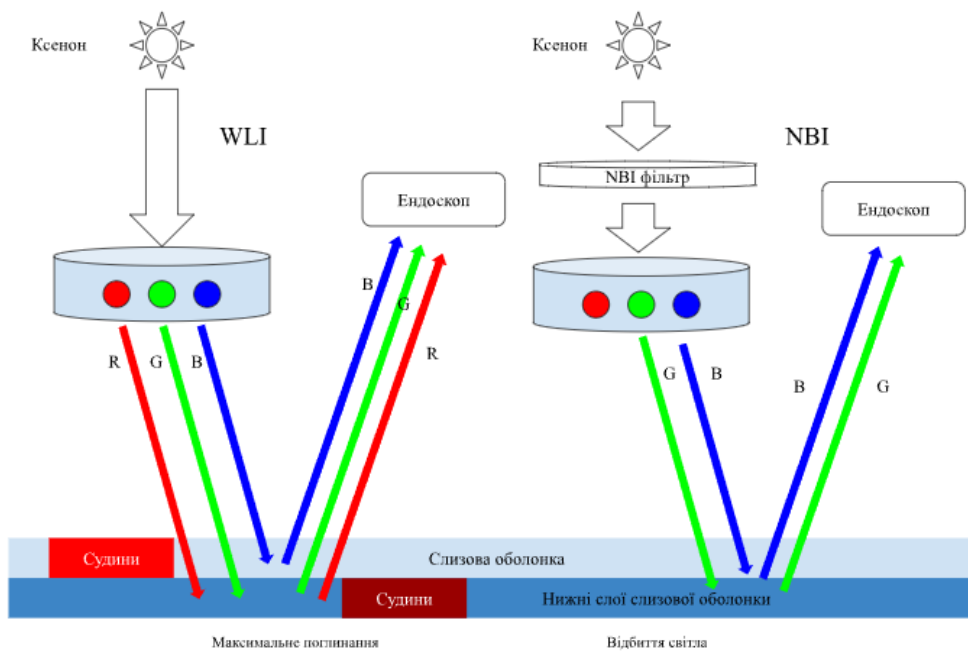 Ксенон
WLI
Ендоскоп
R
G
B
B
G
R
Ксенон
NBI
NBI фільтр
Ендоскоп
G
B
B
G
Судини
Слизова оболонка
Судини
Нижні слої слизової оболонки
Максимальне поглинання
Відбиття світла